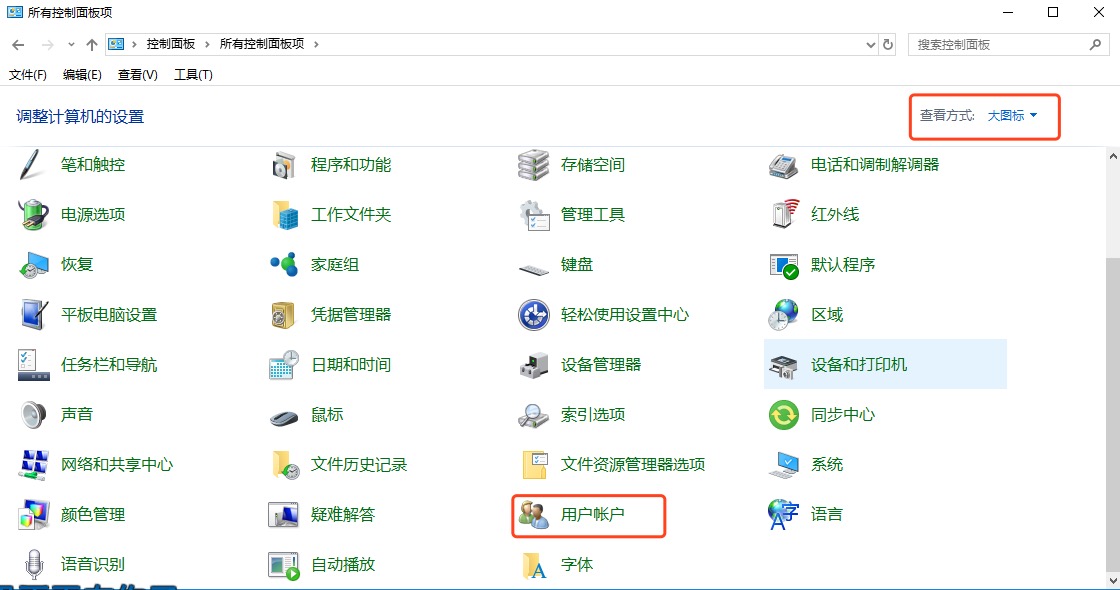 所有控制面板项
控制面板 所有控制面板项
搜索控制面板
文件(F) 编辑(E) 查看(V) 工具(T)
调整计算机的设置
查看方式: 大图标
笔和触控 程序和功能 存储空间 电话和调制解调器
电源选项 工作文件夹 管理工具 红外线
恢复 家庭组 键盘 默认程序
平板电脑设置 凭据管理器 轻松使用设置中心 区域
任务栏和导航 日期和时间 设备管理器 设备和打印机
声音 鼠标 索引选项 同步中心
网络和共享中心 文件历史记录 文件资源管理器选项 系统
颜色管理 疑难解答 用户帐户 语言
语音识别 自动播放 字体